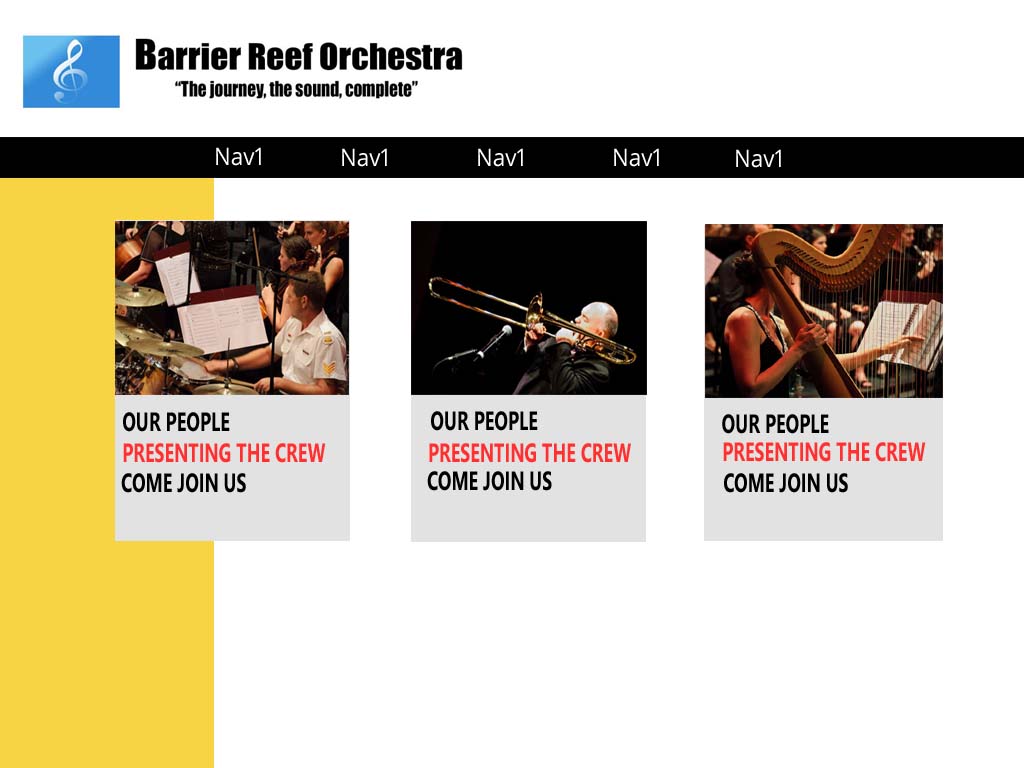 Barrier Reef Orchestra
“The journey, the sound, complete”
Nav1 Nav1 Nav1 Nav1 Nav1
OUR PEOPLE
PRESENTING THE CREW
COME JOIN US
OUR PEOPLE
PRESENTING THE CREW
COME JOIN US
OUR PEOPLE
PRESENTING THE CREW
COME JOIN US